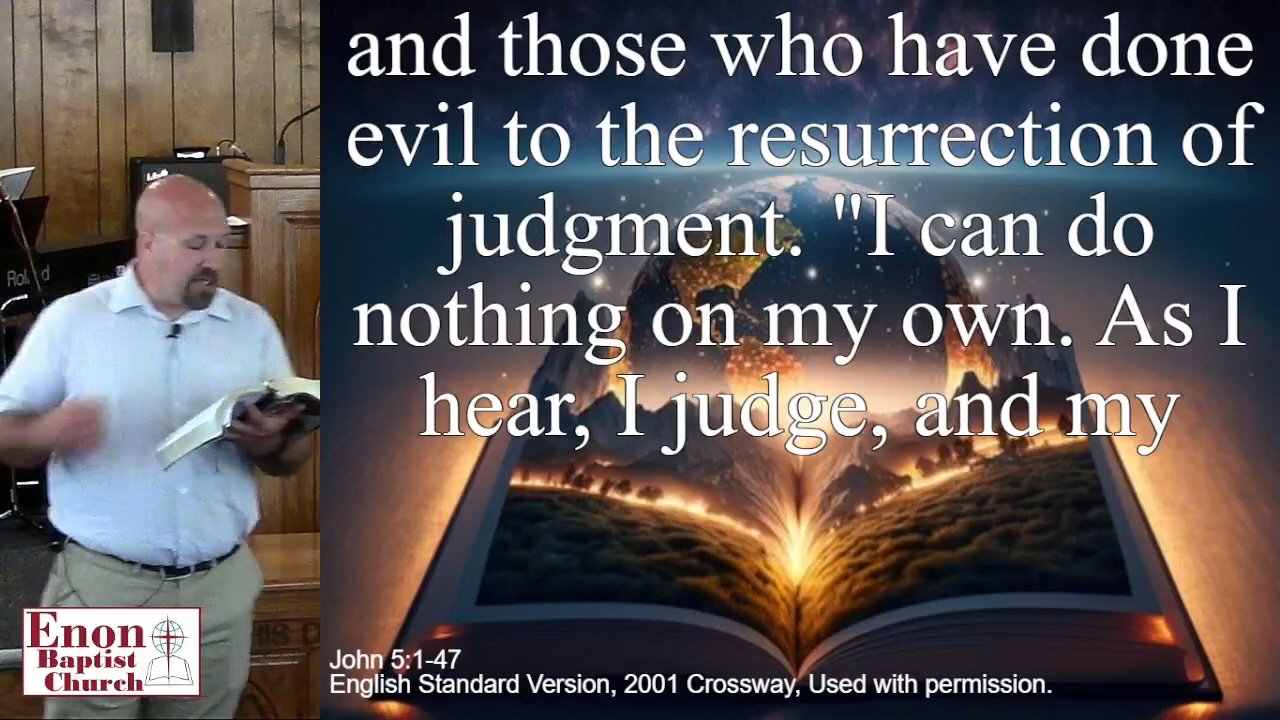 and those who have done
evil to the resurrection of
judgment. "I can do
nothing on my own. As I
hear, I judge, and my
John 5:1-47
English Standard Version, 2001 Crossway, Used with permission.
Enon
Baptist
Church